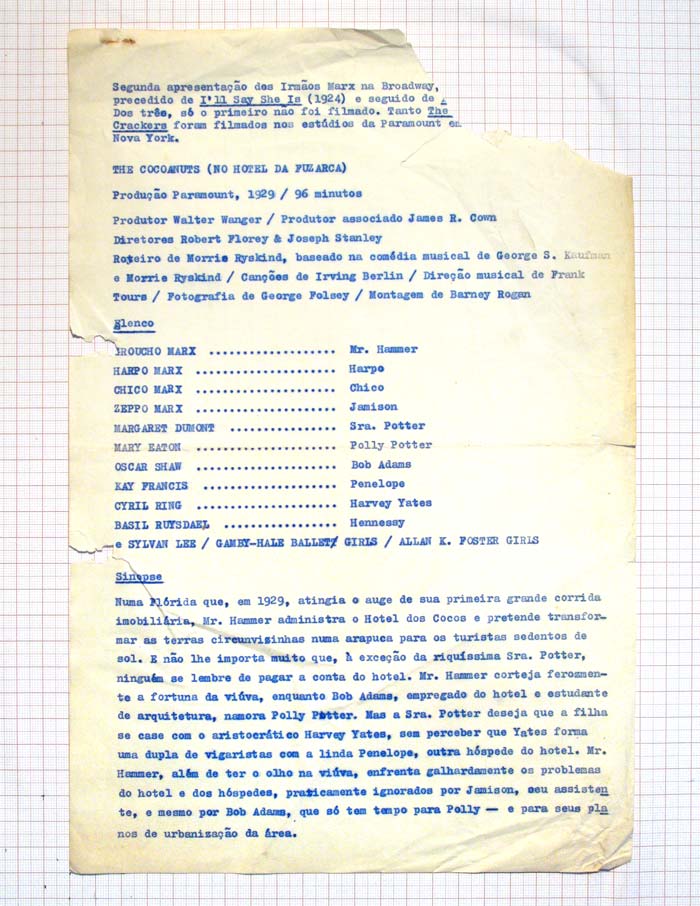 Segunda apresentação dos Irmãos Marx na Broadway,
precedido de I'll Say She Is (1924) e seguido de
Dos três, só o primeiro não foi filmado. Tanto The
Crackers foram filmados nos estúdios da Paramount em
Nova York.
THE COCOANUTS (NO HOTEL DA FUZARCA)
Produção Paramount, 1929 / 96 minutos
Produtor Walter Wanger / Produtor associado James R. Cown
Diretores Robert Florey & Joseph Stanley
Roteiro de Morrie Ryskind, baseado na comédia musical de George S. Kaufman
e Morrie Ryskind / Canções de Irving Berlin / Direção musical de Frank
Tours / Fotografia de George Folsey / Montagem de Barney Rogan
Elenco
GROUCHO MARX ................... Mr. Hammer
HARPO MARX ..................... Harpo
CHICO MARX ..................... Chico
ZEPPO MARX ..................... Jamison
MARGARET DUMONT ................ Sra. Potter
MARY EATON ..................... Polly Potter
OSCAR SHAW ..................... Bob Adams
KAY FRANCIS .................... Penelope
CYRIL RING ..................... Harvey Yates
BASIL RUYSDAEL ................. Hennessy
e SYLVAN LEE / GAMBY-HALE BALLET/ GIRLS / ALLAN K. FOSTER GIRLS
Sinopse
Numa Flórida que, em 1929, atingia o auge de sua primeira grande corrida
imobiliária, Mr. Hammer administra o Hotel dos Cocos e pretende transfor-
mar as terras circunvisinhas numa arapuca para os turistas sedentos de
sol. E não lhe importa muito que, à exceção da riquíssima Sra. Potter,
ninguém se lembre de pagar a conta do hotel. Mr. Hammer corteja ferozmen-
te a fortuna da viúva, enquanto Bob Adams, empregado do hotel e estudante
de arquitetura, namora Polly Potter. Mas a Sra. Potter deseja que a filha
se case com o aristocrático Harvey Yates, sem perceber que Yates forma
uma dupla de vigaristas com a linda Penelope, outra hóspede do hotel. Mr.
Hammer, além de ter o olho na viúva, enfrenta galhardamente os problemas
do hotel e dos hóspedes, praticamente ignorados por Jamison, seu assisten
te, e mesmo por Bob Adams, que só tem tempo para Polly — e para seus pla
nos de urbanização da área.